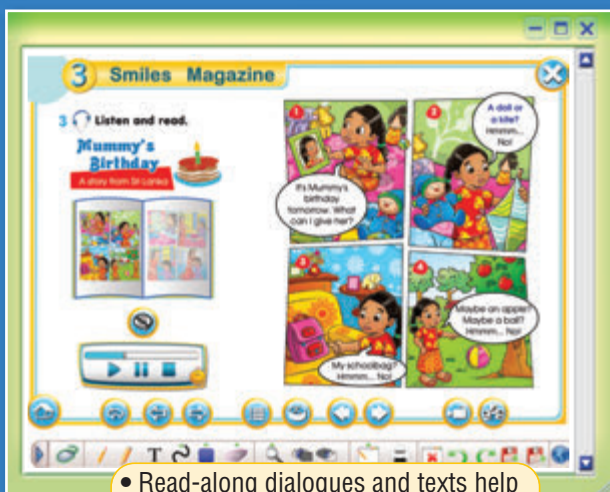 3 Smiles Magazine
3 Listen and read.
Mummy's
Birthday
A story from Sri Lanka
1
It's Mummy's
birthday
tomorrow. What
can I give her?
2
A doll or
a kite?
Hmmm...
No!
3
My schoolbag?
Hmmm... No!
4
Maybe an apple?
Maybe a ball?
Hmmm... No!
T
• Read-along dialogues and texts help